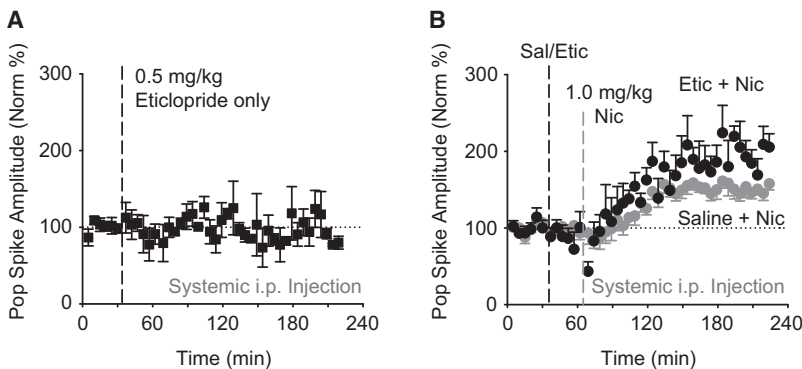 A
Pop Spike Amplitude (Norm %)
300
200
100
0
0.5 mg/kg
Eticlopride only
Systemic i.p. Injection
0 60 120 180 240
Time (min)
B
Pop Spike Amplitude (Norm %)
300
200
100
0
Sal/Etic
1.0 mg/kg
Nic
Etic + Nic
Saline + Nic
Systemic i.p. Injection
0 60 120 180 240
Time (min)